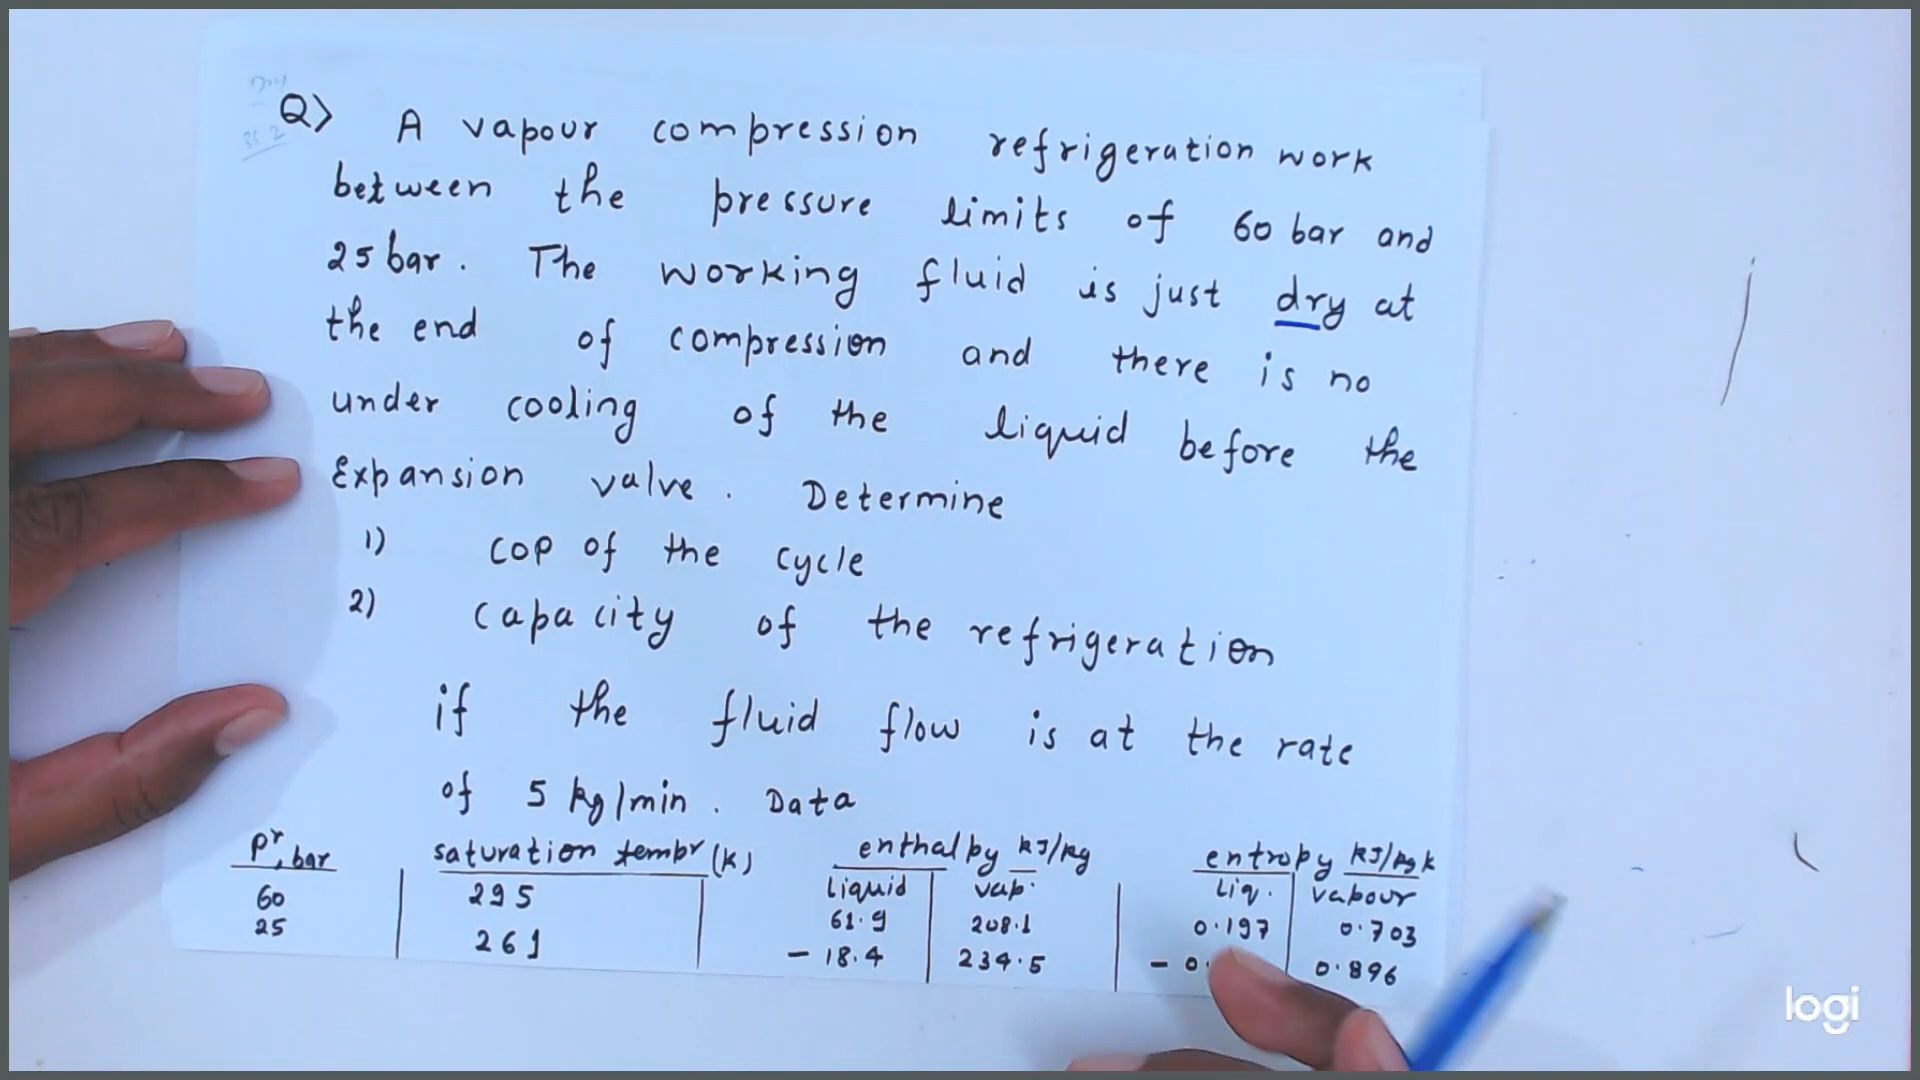 Q> A vapour compression refrigeration work
between the pressure limits of 60 bar and
25 bar. The working fluid is just dry at
the end of compression and there is no
under cooling of the liquid before the
Expansion valve. Determine
1) COP of the cycle
2) Capacity of the refrigeration
if the fluid flow is at the rate
of 5 kg/min. Data
Pr, bar saturation tempr (K) enthalpy kJ/kg entropy kJ/kg k
Liquid vap. Liq. vapour
60 295 61.9 208.1 0.197 0.703
25 261 -18.4 234.5 -0. 0.896
logi